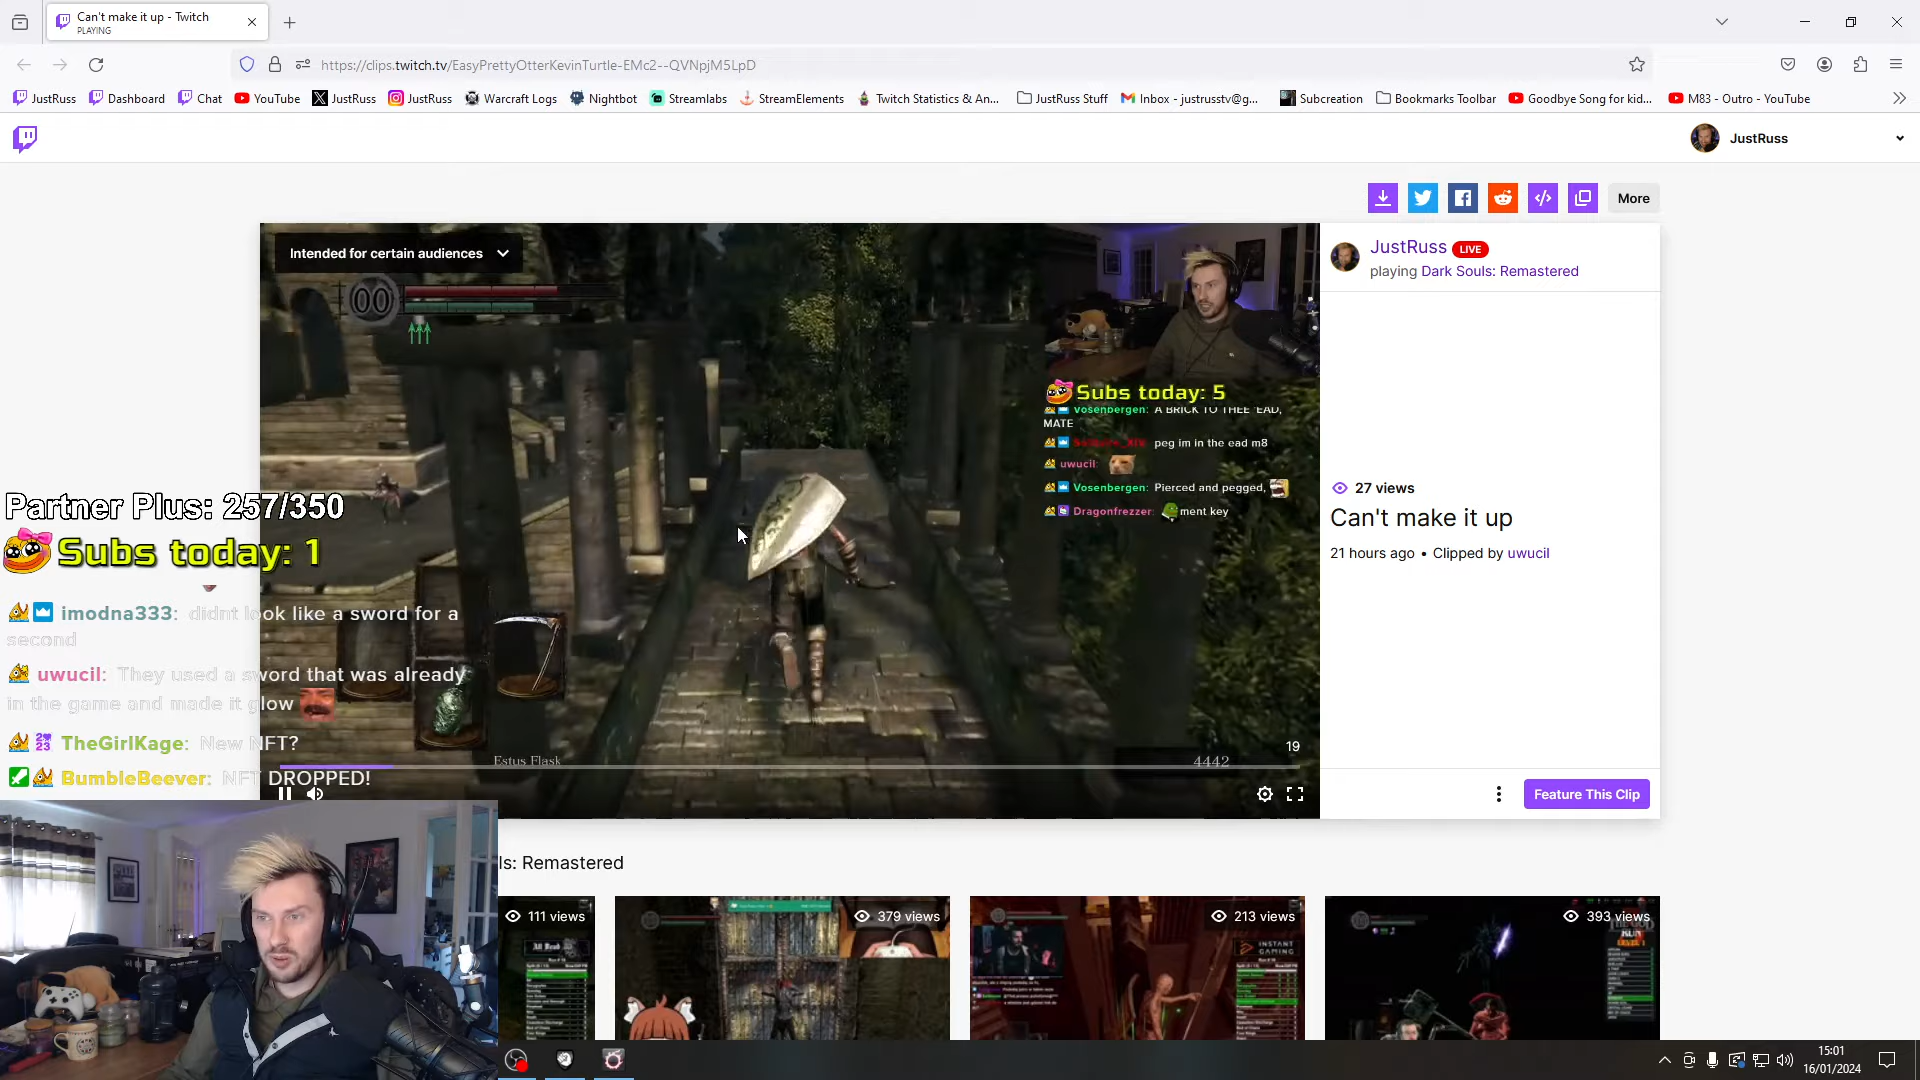 Can't make it up - Twitch
PLAYING
https://clips.twitch.tv/EasyPrettyOtterKevinTurtle-EMc2--QVNpjM5LpD
JustRuss
Dashboard
Chat
YouTube
JustRuss
JustRuss
Warcraft Logs
Nightbot
Streamlabs
StreamElements
Twitch Statistics & An...
JustRuss Stuff
Inbox - justrusstv@g...
Subcreation
Bookmarks Toolbar
Goodbye Song for kid...
M83 - Outro - YouTube
JustRuss
More
Intended for certain audiences
00
Subs today: 5
Vosenbergen: A BRICK TO THEE 'EAD,
MATE
peg im in the ead m8
uwucil:
Vosenbergen: Pierced and pegged,
Dragonfrezzer: ment key
JustRuss LIVE
playing Dark Souls: Remastered
27 views
Can't make it up
21 hours ago • Clipped by uwucil
Feature This Clip
Partner Plus: 257/350
Subs today: 1
imodna333: didnt look like a sword for a
second
uwucil: They used a sword that was already
in the game and made it glow
TheGirlKage: New NFT?
BumbleBeever: NFT DROPPED!
Estus Flask
19
4442
ls: Remastered
111 views
379 views
213 views
393 views
INSTANT
GAMING
15:01
16/01/2024